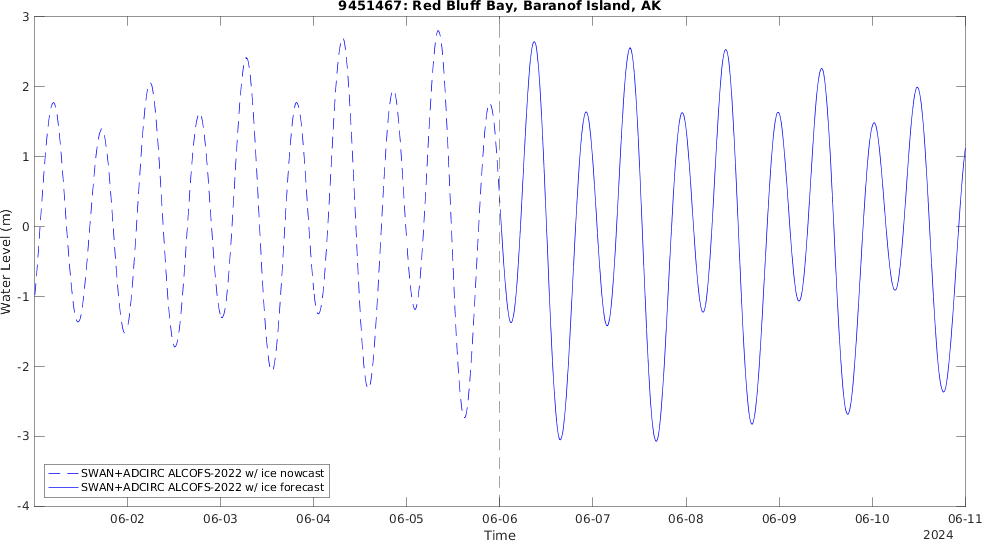 9451467: Red Bluff Bay, Baranof Island, AK
3
2
1
0
-1
-2
-3
-4
Water Level (m)
SWAN+ADCIRC ALCOFS-2022 w/ ice nowcast
SWAN+ADCIRC ALCOFS-2022 w/ ice forecast
06-02 06-03 06-04 06-05 06-06 06-07 06-08 06-09 06-10 06-11
Time
2024